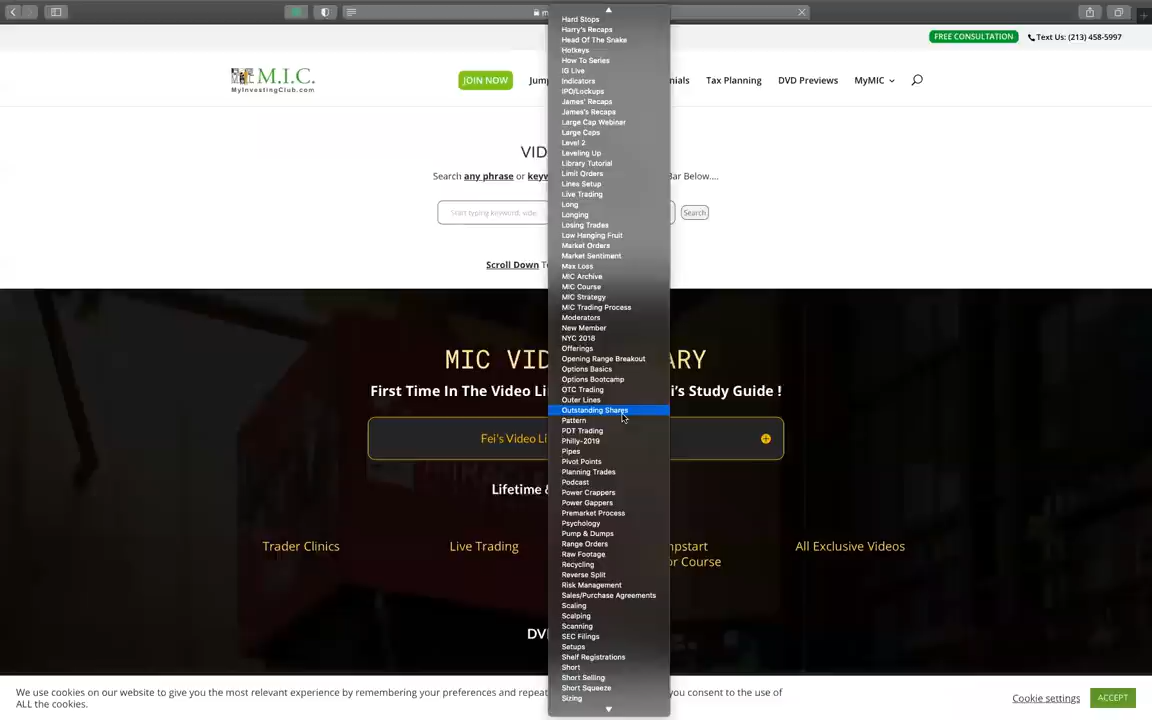 FREE CONSULTATION
Text Us: (213) 458-5997
M.I.C.
MyInvestingClub.com
JOIN NOW
Tax Planning
DVD Previews
MyMIC
Search any phrase or
Bar Below....
Start typing keyword,
Search
Scroll Down
MIC
First Time In The Video
i's Study Guide !
Fei's Video
Lifetime &
Trader Clinics
Live Trading
All Exclusive Videos
We use cookies on our website to give you the most relevant experience by remembering your preferences and repeat
you consent to the use of
ALL the cookies.
Cookie settings
ACCEPT
Hard Stops
Harry's Recaps
Head Of The Snake
Hotkeys
How To Series
IG Live
Indicators
IPO/Lockups
James' Recaps
James's Recaps
Large Cap Webinar
Large Caps
Level 2
Leveling Up
Library Tutorial
Limit Orders
Lines Setup
Live Trading
Long
Longing
Losing Trades
Low Hanging Fruit
Market Orders
Market Sentiment
Max Loss
MIC Archive
MIC Course
MIC Strategy
MIC Trading Process
Moderators
New Member
NYC 2018
Offerings
Opening Range Breakout
Options Basics
Options Bootcamp
OTC Trading
Outer Lines
Outstanding Shares
Pattern
PDT Trading
Philly-2019
Pipes
Pivot Points
Planning Trades
Podcast
Power Crappers
Power Gappers
Premarket Process
Psychology
Pump & Dumps
Range Orders
Raw Footage
Recycling
Reverse Split
Risk Management
Sales/Purchase Agreements
Scaling
Scalping
Scanning
SEC Filings
Setups
Shelf Registrations
Short
Short Selling
Short Squeeze
Sizing